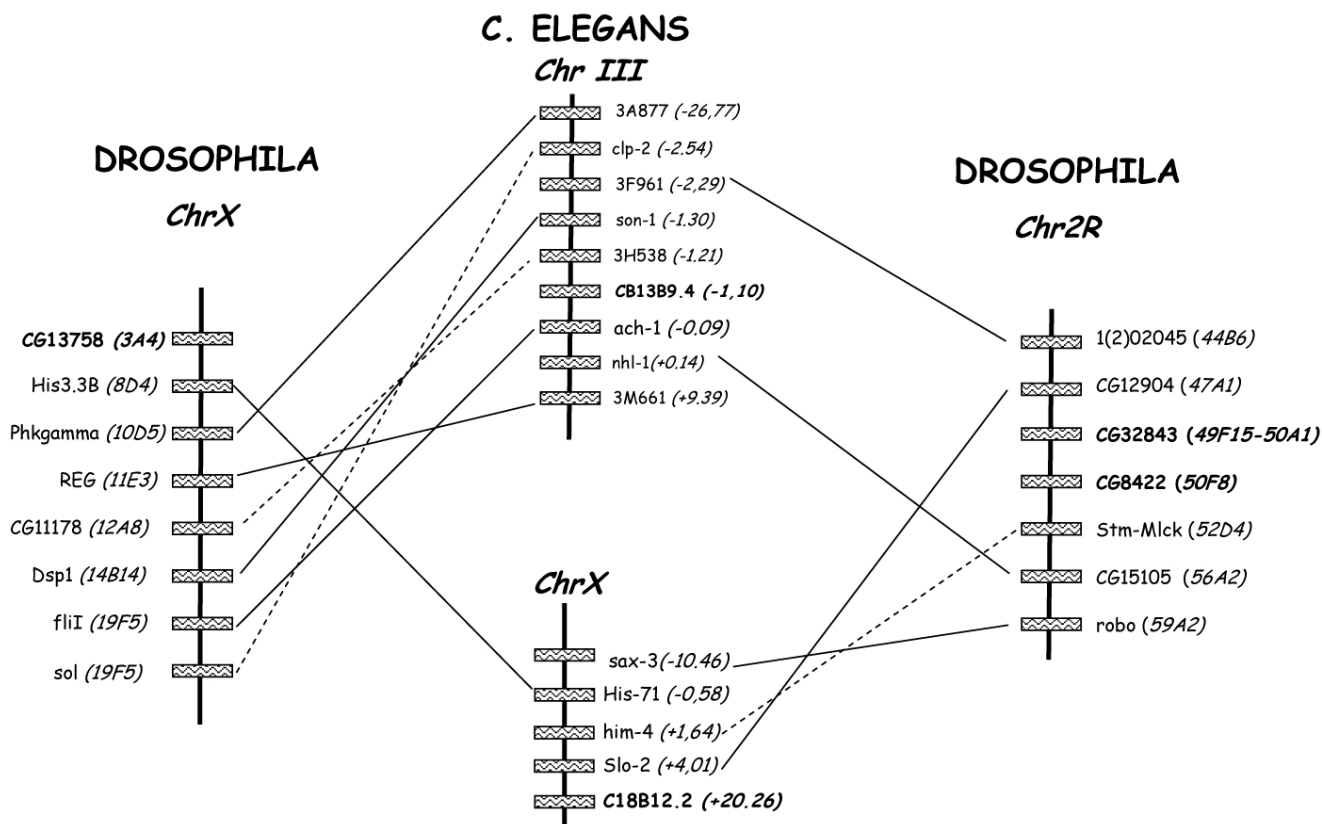 C. ELEGANS
Chr III
3A877 (-26,77)
clp-2 (-2.54)
3F961 (-2,29)
son-1 (-1.30)
3H538 (-1.21)
CB13B9.4 (-1,10)
ach-1 (-0.09)
nhl-1(+0.14)
3M661 (+9.39)
DROSOPHILA
ChrX
CG13758 (3A4)
His3.3B (8D4)
Phkgamma (10D5)
REG (11E3)
CG11178 (12A8)
Dsp1 (14B14)
fliI (19F5)
sol (19F5)
ChrX
sax-3(-10.46)
His-71 (-0,58)
him-4 (+1,64)
Slo-2 (+4,01)
C18B12.2 (+20.26)
DROSOPHILA
Chr2R
1(2)02045 (44B6)
CG12904 (47A1)
CG32843 (49F15-50A1)
CG8422 (50F8)
Stm-Mlck (52D4)
CG15105 (56A2)
robo (59A2)